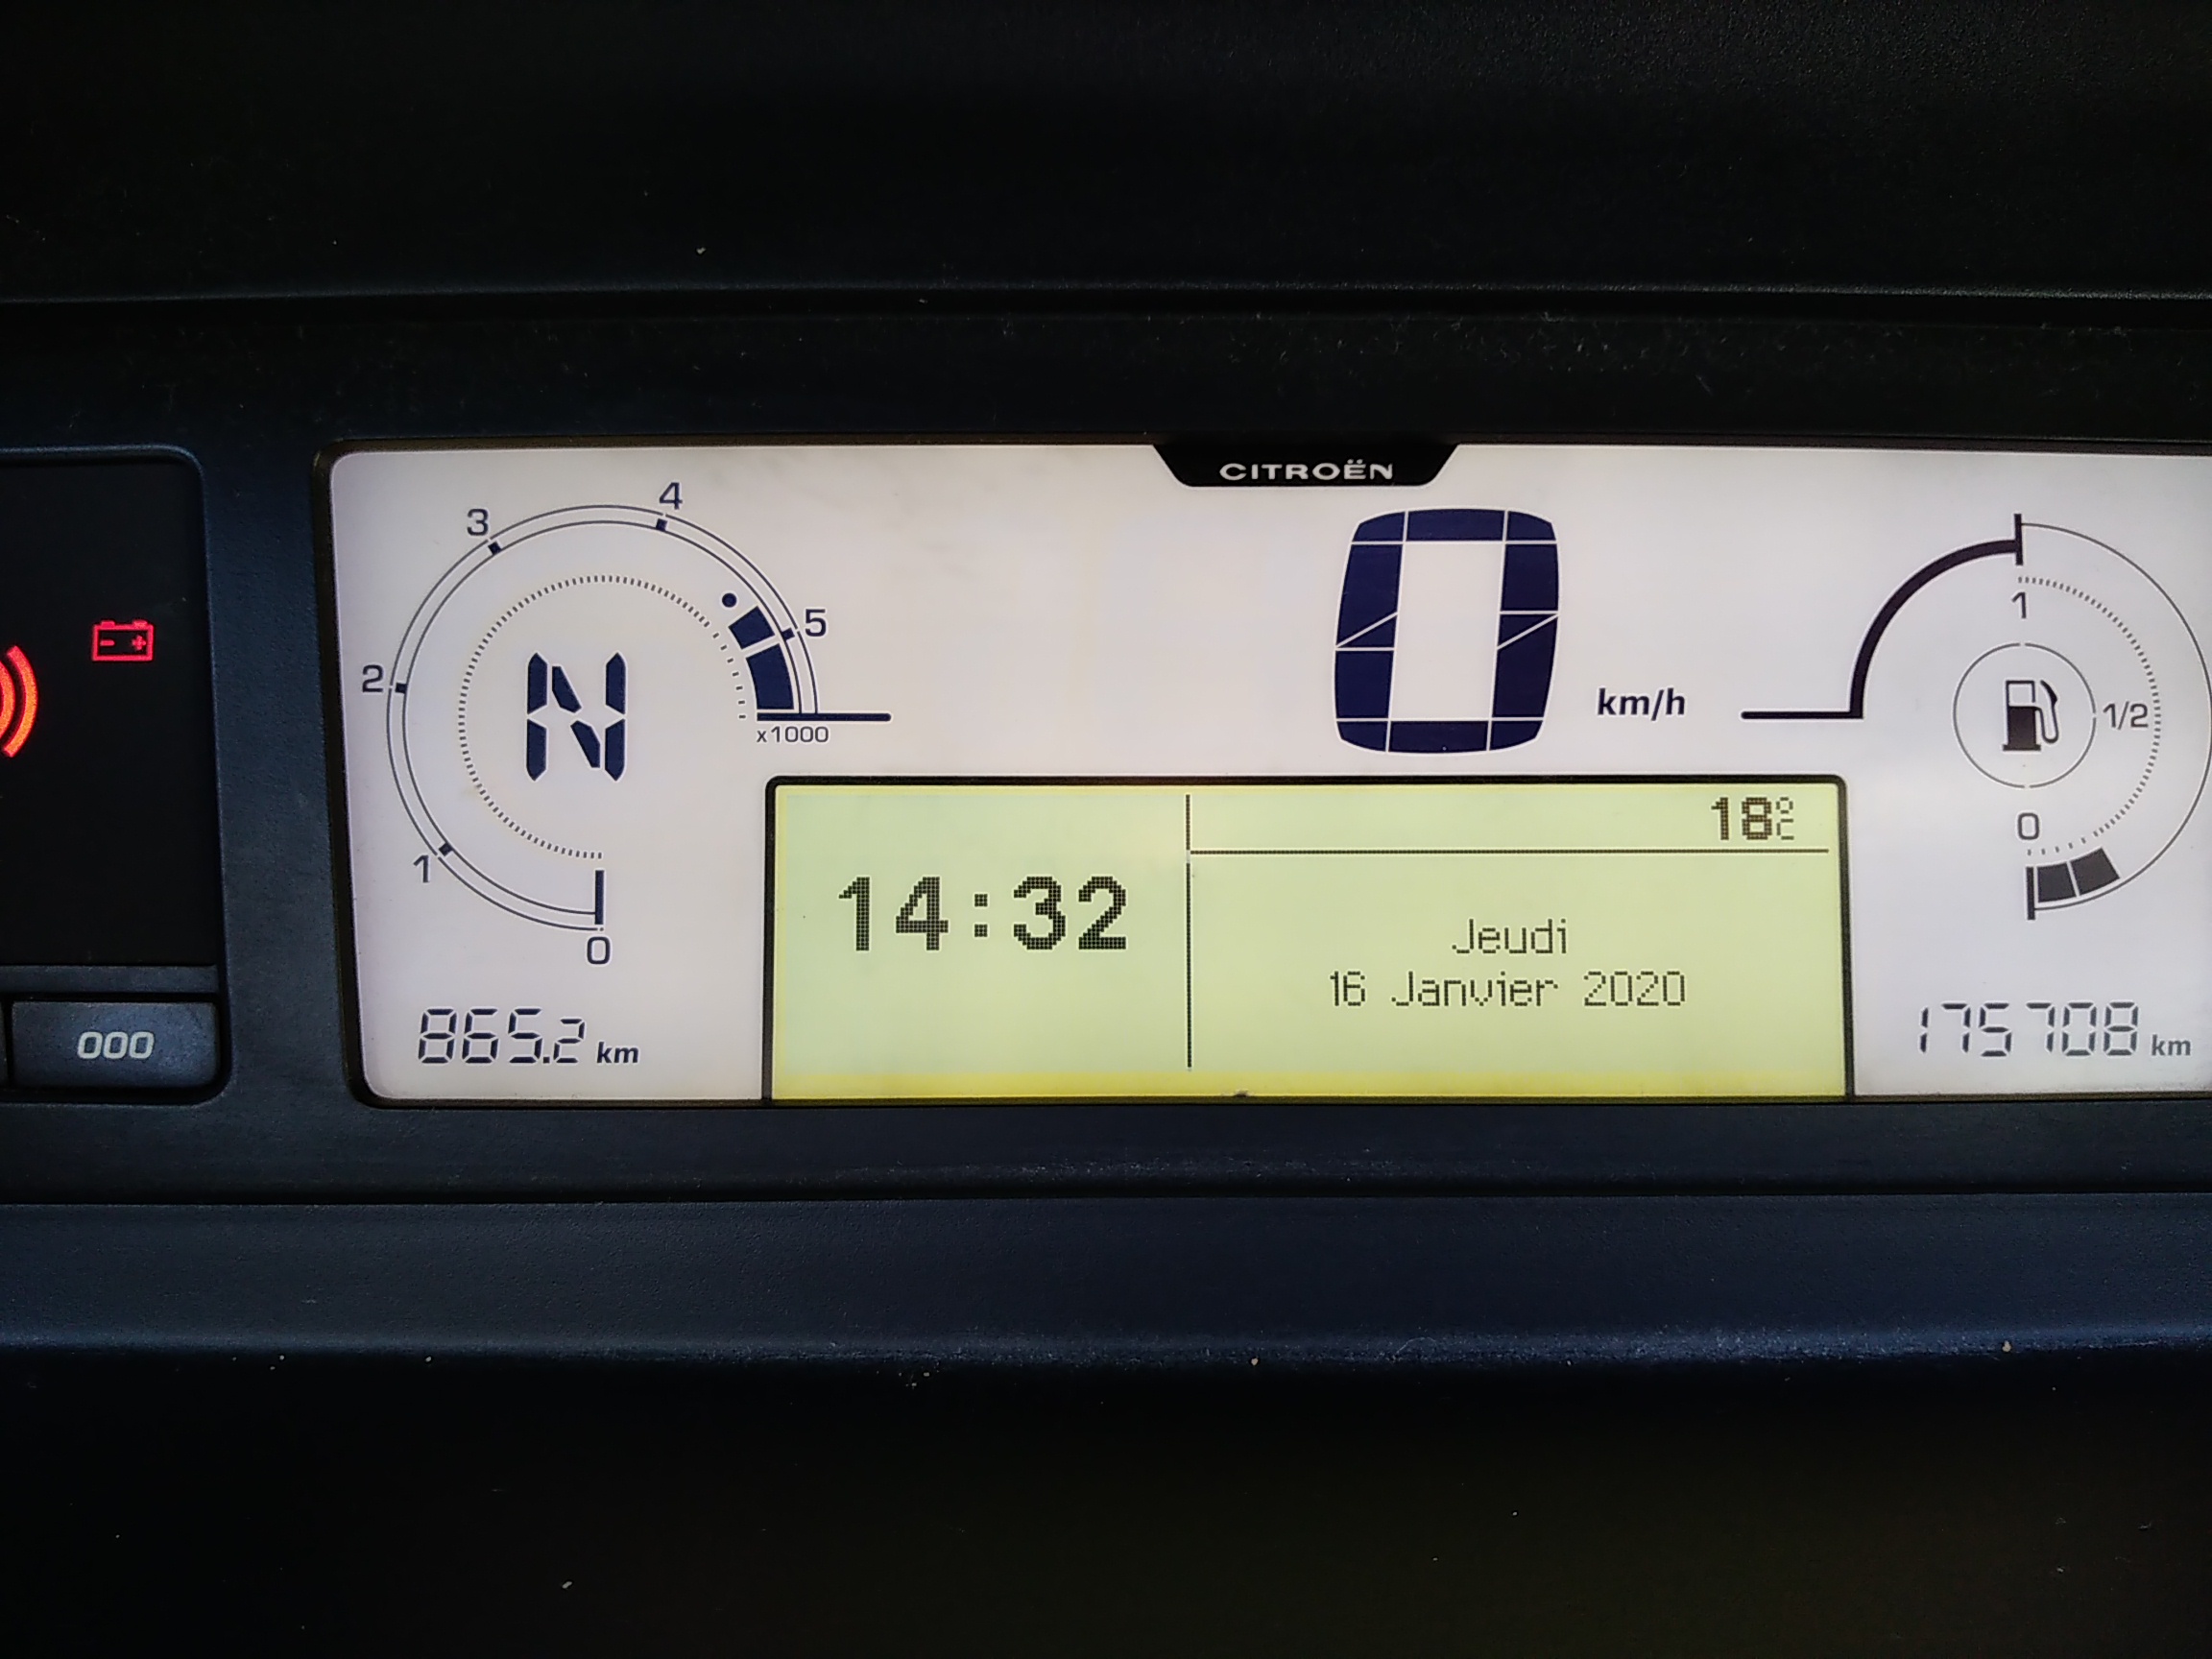 CITROËN
4
3
5
2
N
x1000
1
0
0 km/h
1
1/2
0
18°C
14:32
Jeudi
16 Janvier 2020
000
865.2 km
175708 km